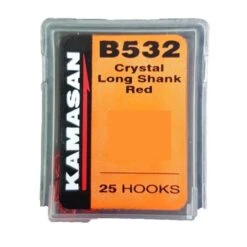 KAMASAN
B532
Crystal
Long Shank
Red
25 HOOKS